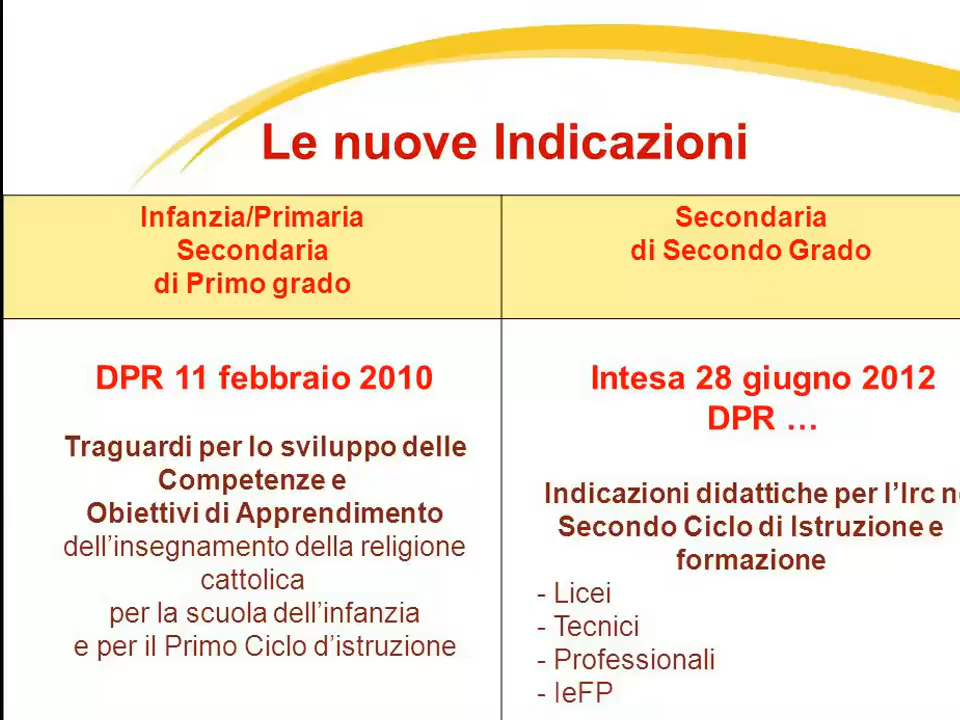 Le nuove Indicazioni
Infanzia/Primaria
Secondaria
di Primo grado
Secondaria
di Secondo Grado
DPR 11 febbraio 2010
Traguardi per lo sviluppo delle
Competenze e
Obiettivi di Apprendimento
dell’insegnamento della religione
cattolica
per la scuola dell’infanzia
e per il Primo Ciclo d’istruzione
Intesa 28 giugno 2012
DPR …
Indicazioni didattiche per l’Irc
Secondo Ciclo di Istruzione e
formazione
- Licei
- Tecnici
- Professionali
- IeFP